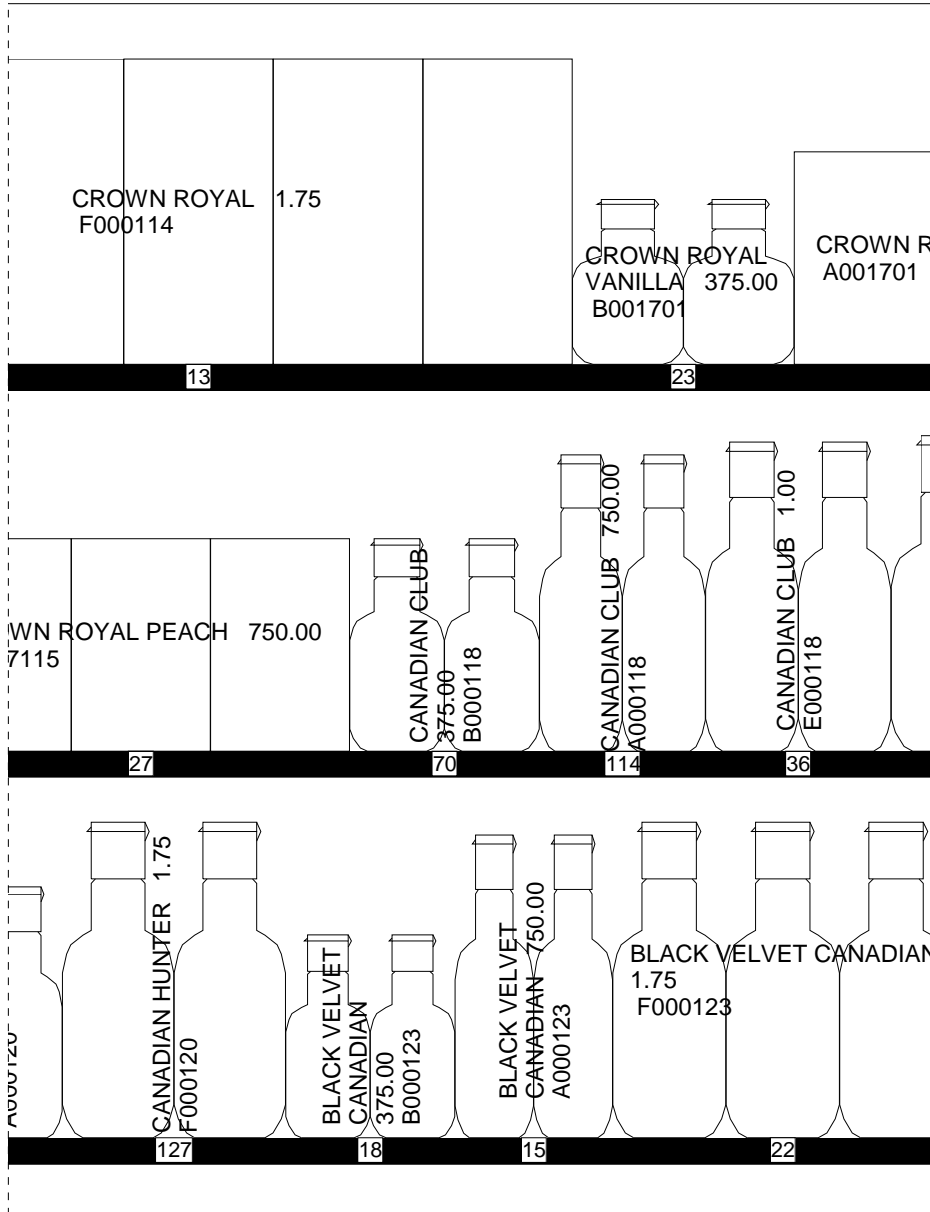 CROWN ROYAL 1.75
F000114
CROWN ROYAL
VANILLA 375.00
B001701
CROWN R
A001701
13
23
WN ROYAL PEACH 750.00
7115
CANADIAN CLUB
375.00
B000118
CANADIAN CLUB 750.00
A000118
CANADIAN CLUB 1.00
E000118
27
70
114
36
A000120
CANADIAN HUNTER 1.75
F000120
BLACK VELVET
CANADIAN
375.00
B000123
BLACK VELVET
CANADIAN 750.00
A000123
BLACK VELVET CANADIAN
1.75
F000123
127
18
15
22